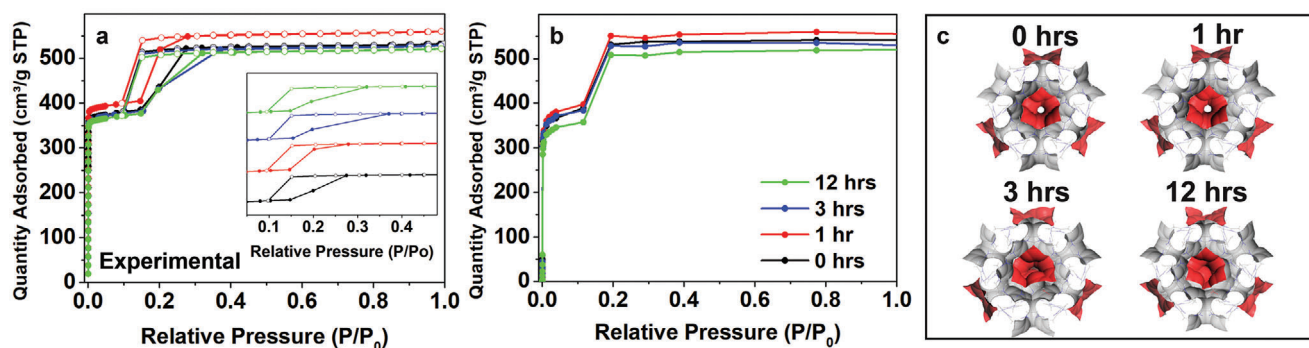 a
Quantity Adsorbed (cm³/g STP)
500
400
300
200
100
0
Experimental
0.0 0.2 0.4 0.6 0.8 1.0
Relative Pressure (P/P₀)
0.1 0.2 0.3 0.4
Relative Pressure (P/Po)
b
Quantity Adsorbed (cm³/g STP)
500
400
300
200
100
0
12 hrs
3 hrs
1 hr
0 hrs
0.0 0.2 0.4 0.6 0.8 1.0
Relative Pressure (P/P₀)
c
0 hrs 1 hr
3 hrs 12 hrs